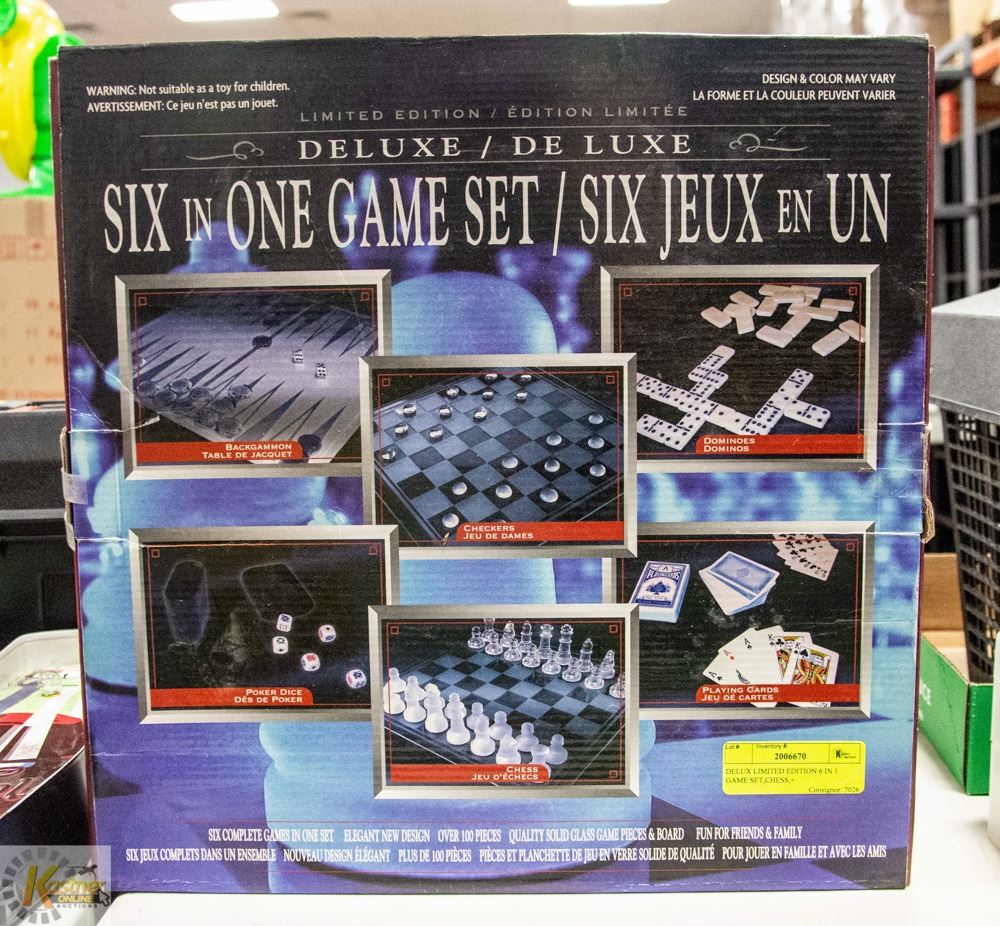 WARNING: Not suitable as a toy for children.
AVERTISSEMENT: Ce jeu n'est pas un jouet.
DESIGN & COLOR MAY VARY
LA FORME ET LA COULEUR PEUVENT VARIER
LIMITED EDITION / ÉDITION LIMITÉE
DELUXE / DE LUXE
SIX IN ONE GAME SET / SIX JEUX EN UN
BACKGAMMON
TABLE DE JACQUET
DOMINOES
DOMINOS
CHECKERS
JEU DE DAMES
PLAYING CARDS
POKER DICE
DÉS DE POKER
PLAYING CARDS
JEU DE CARTES
CHESS
JEU D'ÉCHECS
Lot #: Inventory #
2006670
DELUX LIMITED EDITION 6 IN 1
GAME SET,CHESS,+
Consignor: 7026
SIX COMPLETE GAMES IN ONE SET ELEGANT NEW DESIGN OVER 100 PIECES QUALITY SOLID GLASS GAME PIECES & BOARD FUN FOR FRIENDS & FAMILY
SIX JEUX COMPLETS DANS UN ENSEMBLE NOUVEAU DESIGN ÉLÉGANT PLUS DE 100 PIÈCES PIÈCES ET PLANCHETTE DE JEU EN VERRE SOLIDE DE QUALITÉ POUR JOUER EN FAMILLE ET AVEC LES AMIS
Kastner
ONLINE
AUCTIONS